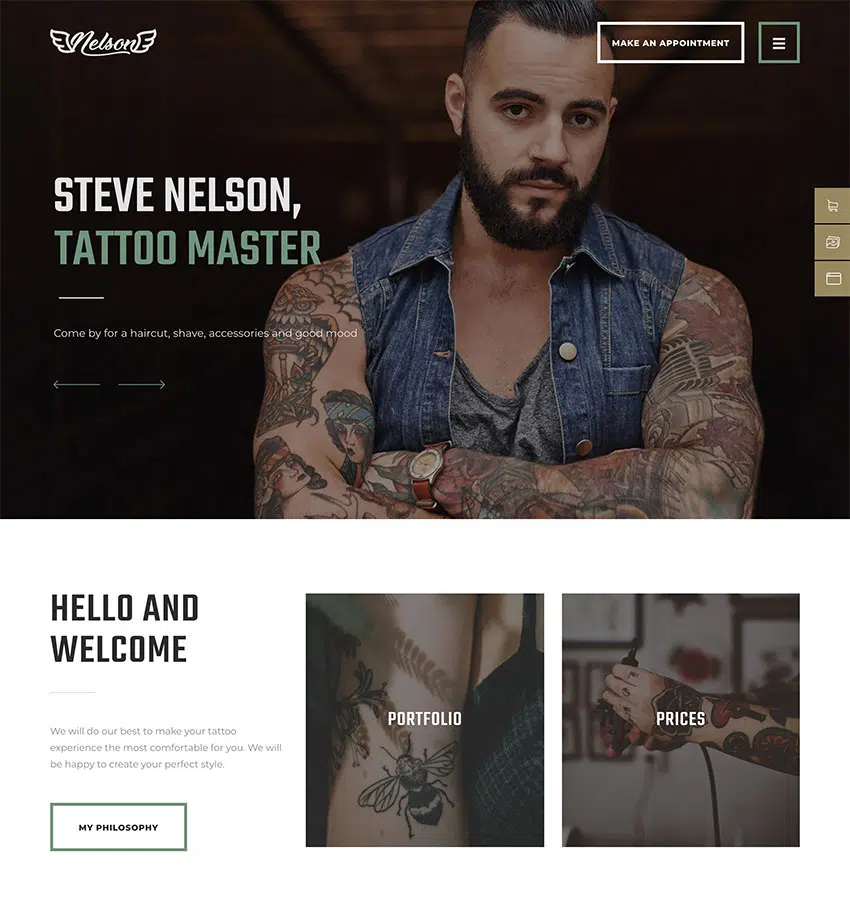 Nelson
MAKE AN APPOINTMENT
STEVE NELSON,
TATTOO MASTER
Come by for a haircut, shave, accessories and good mood
HELLO AND
WELCOME
We will do our best to make your tattoo
experience the most comfortable for you. We will
be happy to create your perfect style.
MY PHILOSOPHY
PORTFOLIO
PRICES